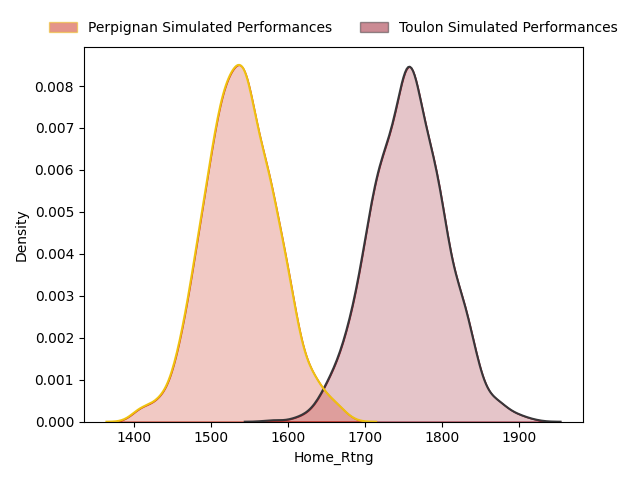 Perpignan Simulated Performances Toulon Simulated Performances
0.008
0.007
0.006
0.005
0.004
0.003
0.002
0.001
0.000
Density
1400 1500 1600 1700 1800 1900
Home_Rtng